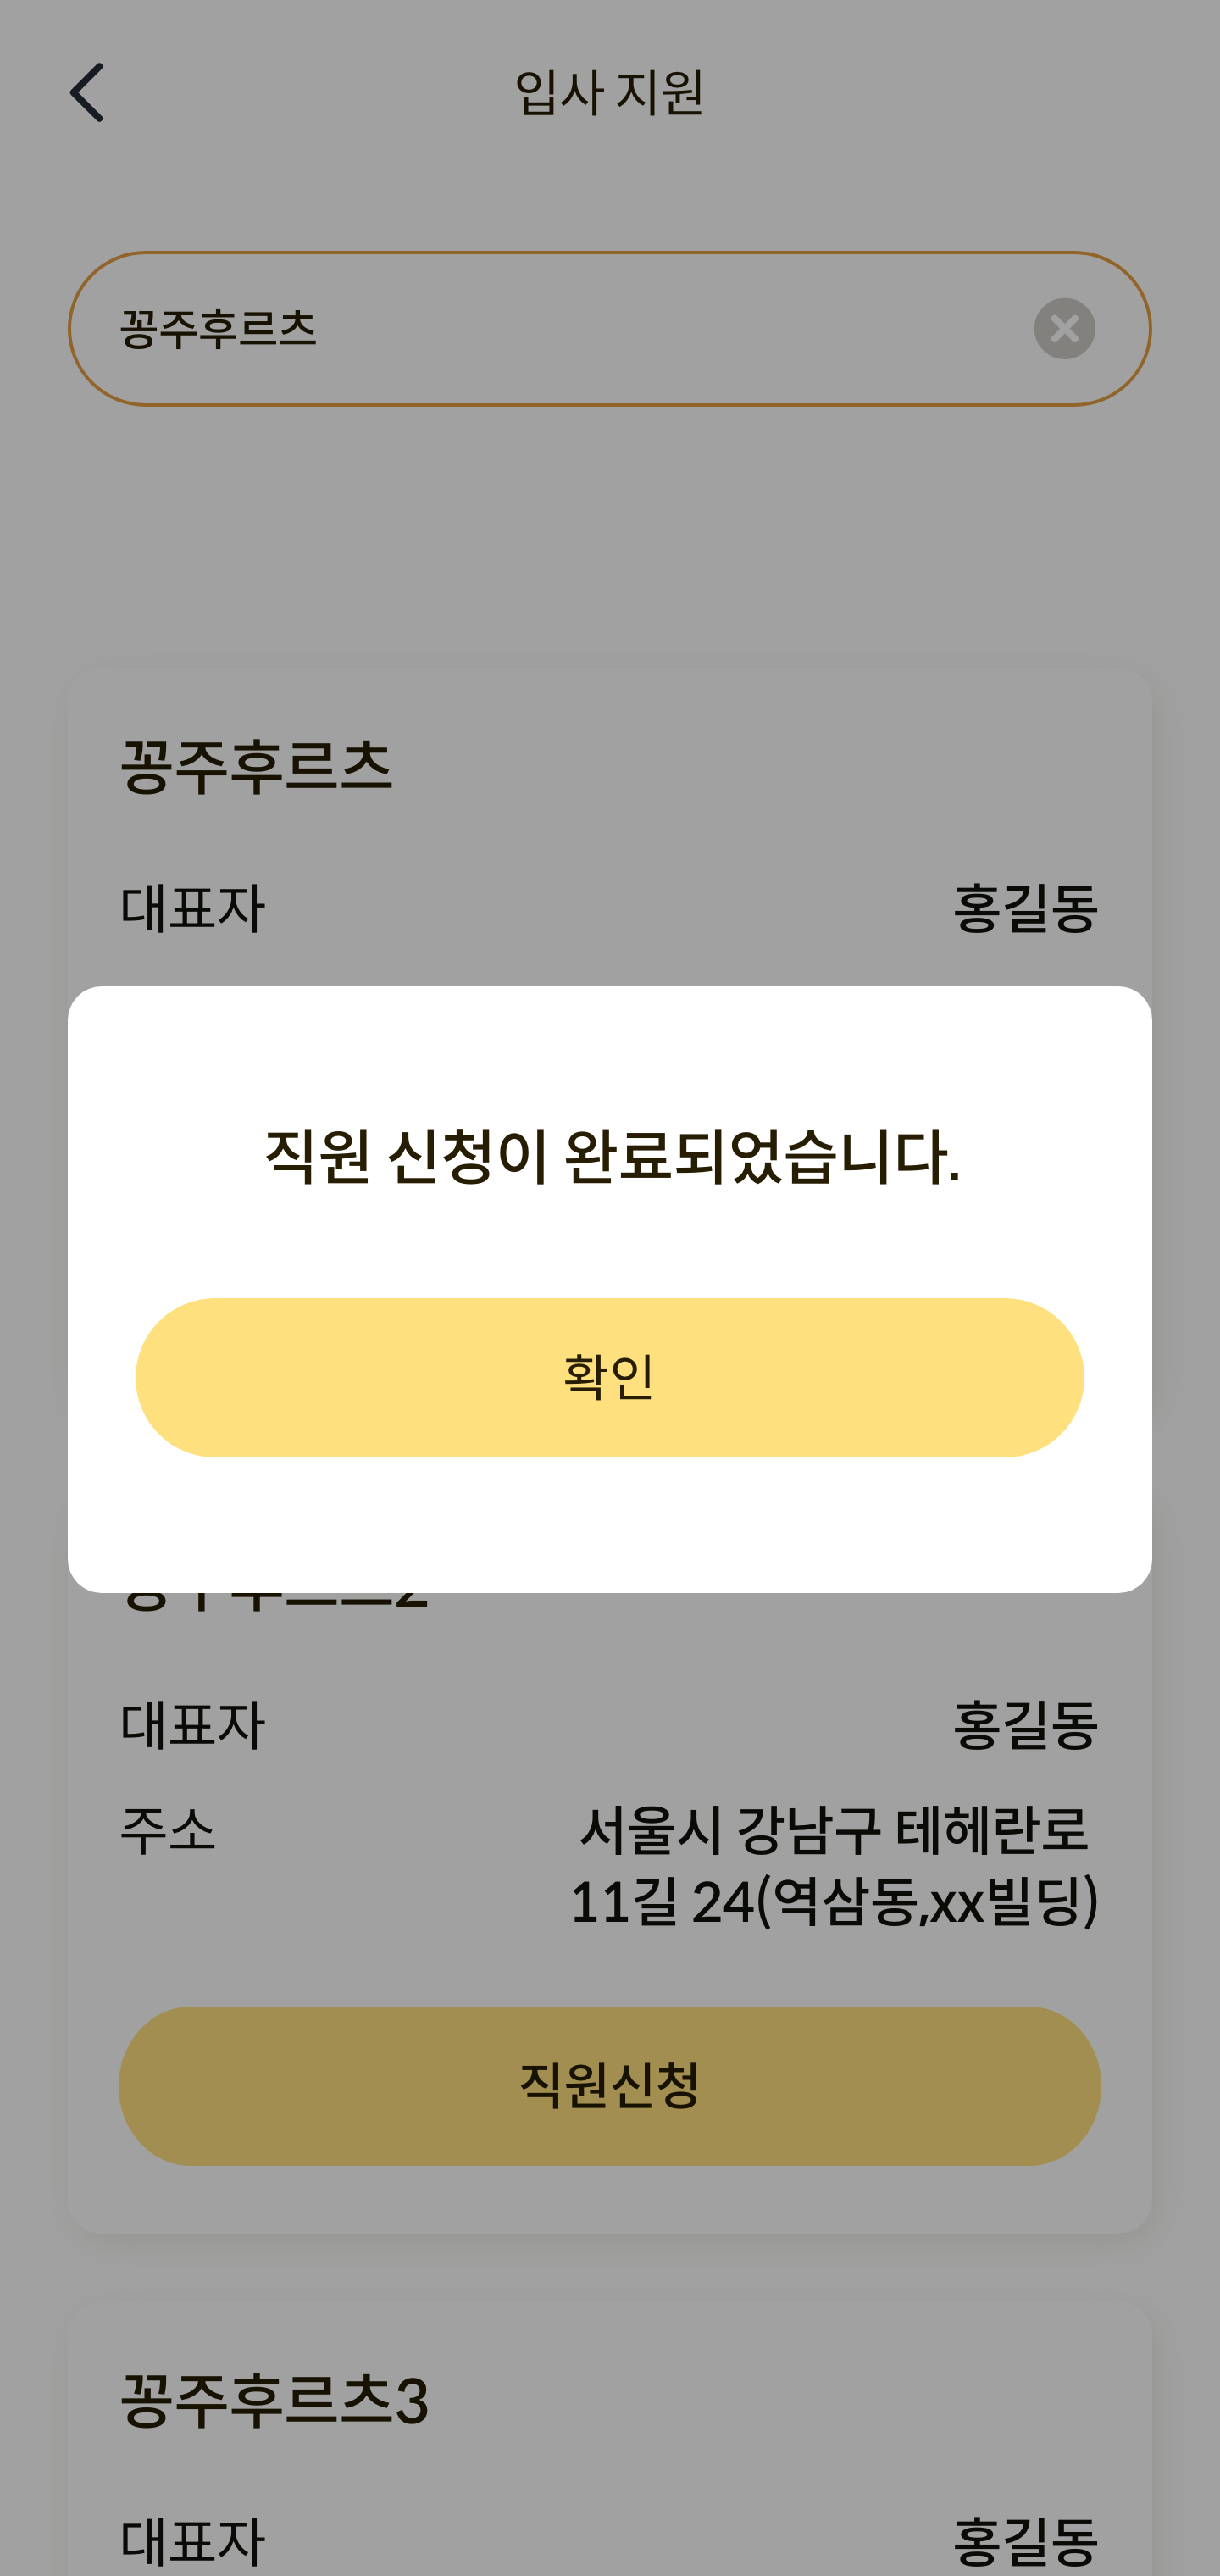 입사 지원
꽁주후르츠
꽁주후르츠
대표자 홍길동
직원 신청이 완료되었습니다.
확인
대표자 홍길동
주소 서울시 강남구 테헤란로
11길 24(역삼동,xx빌딩)
직원신청
꽁주후르츠3
대표자 홍길동